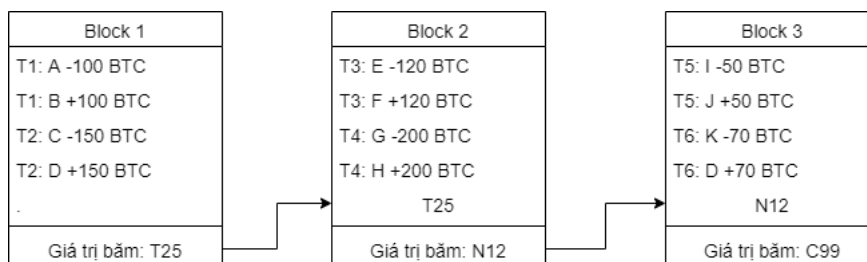 Block 1
T1: A -100 BTC
T1: B +100 BTC
T2: C -150 BTC
T2: D +150 BTC
.
Giá trị băm: T25
Block 2
T3: E -120 BTC
T3: F +120 BTC
T4: G -200 BTC
T4: H +200 BTC
T25
Giá trị băm: N12
Block 3
T5: I -50 BTC
T5: J +50 BTC
T6: K -70 BTC
T6: D +70 BTC
N12
Giá trị băm: C99